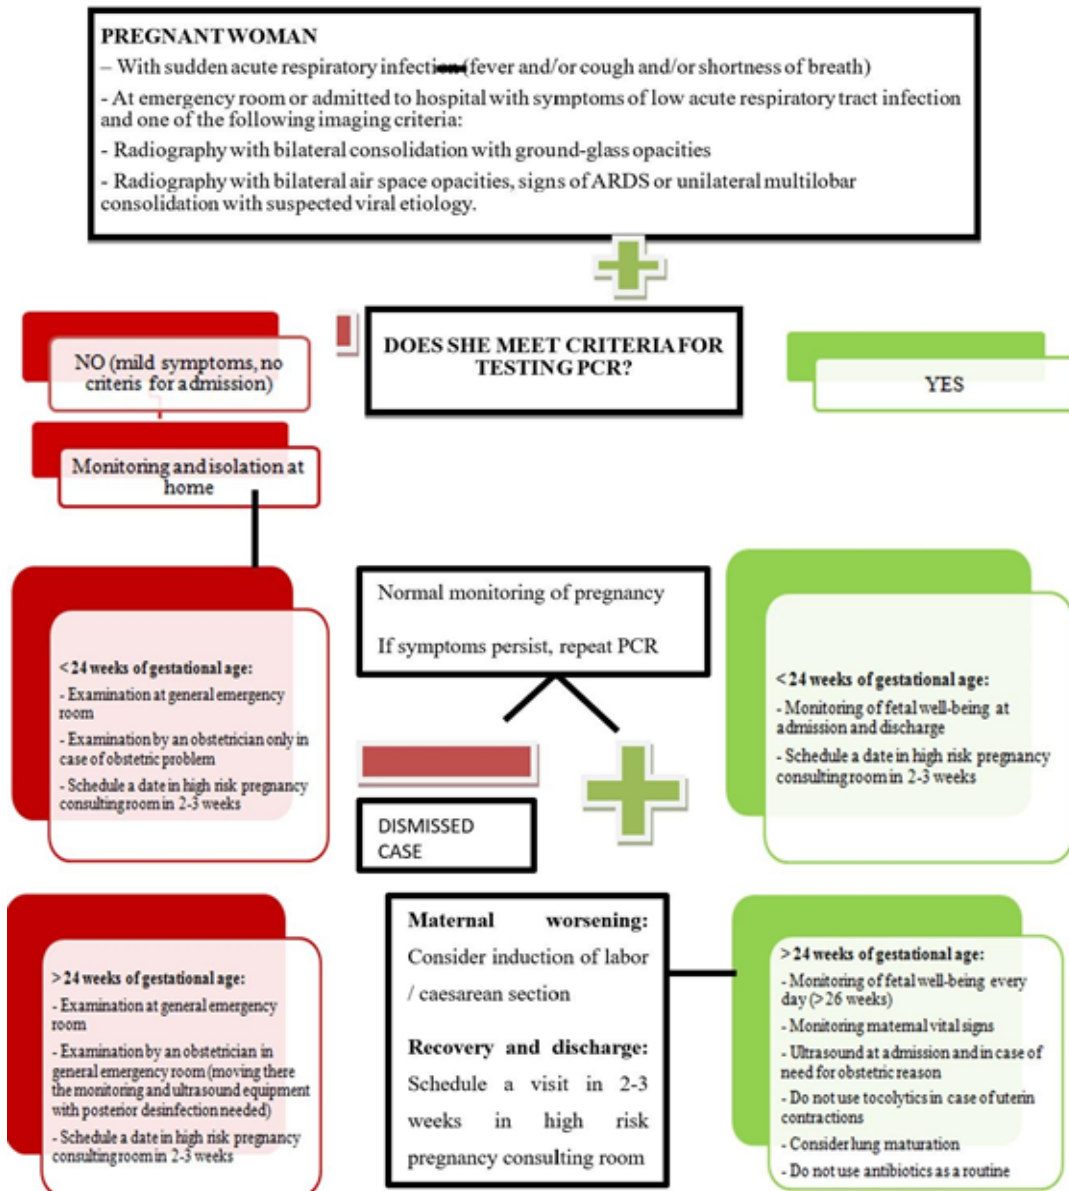 PREGNANT WOMAN
– With sudden acute respiratory infection (fever and/or cough and/or shortness of breath)
- At emergency room or admitted to hospital with symptoms of low acute respiratory tract infection
and one of the following imaging criteria:
- Radiography with bilateral consolidation with ground-glass opacities
- Radiography with bilateral air space opacities, signs of ARDS or unilateral multilobar
consolidation with suspected viral etiology.
DOES SHE MEET CRITERIA FOR
TESTING PCR?
NO (mild symptoms, no
criteris for admission)
YES
Monitoring and isolation at
home
Normal monitoring of pregnancy
If symptoms persist, repeat PCR
< 24 weeks of gestational age:
- Examination at general emergency
room
- Examination by an obstetrician only in
case of obstetric problem
- Schedule a date in high risk pregnancy
consulting room in 2-3 weeks
< 24 weeks of gestational age:
- Monitoring of fetal well-being at
admission and discharge
- Schedule a date in high risk pregnancy
consulting room in 2-3 weeks
DISMISSED
CASE
> 24 weeks of gestational age:
- Examination at general emergency
room
- Examination by an obstetrician in
general emergency room (moving there
the monitoring and ultrasound equipment
with posterior desinfection needed)
- Schedule a date in high risk pregnancy
consulting room in 2-3 weeks
Maternal worsening:
Consider induction of labor
/ caesarean section
Recovery and discharge:
Schedule a visit in 2-3
weeks in high risk
pregnancy consulting room
> 24 weeks of gestational age:
- Monitoring of fetal well-being every
day (> 26 weeks)
- Monitoring maternal vital signs
- Ultrasound at admission and in case of
need for obstetric reason
- Do not use tocolytics in case of uterin
contractions
- Consider lung maturation
- Do not use antibiotics as a routine